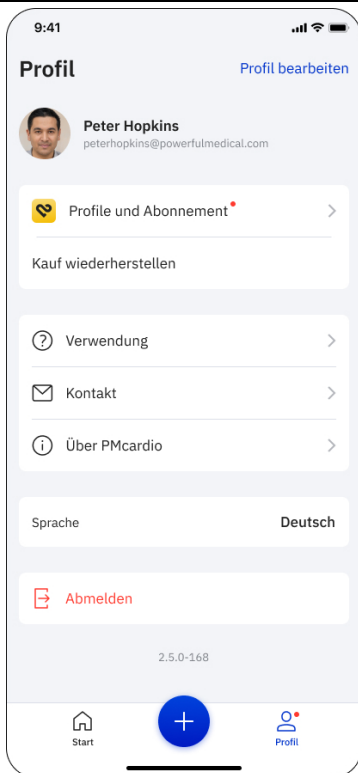 9:41
Profil
Profil bearbeiten
Peter Hopkins
peterhopkins@powerfulmedical.com
Profile und Abonnement
Kauf wiederherstellen
Verwendung
Kontakt
Über PMcardio
Sprache
Deutsch
Abmelden
2.5.0-168
Start
Profil